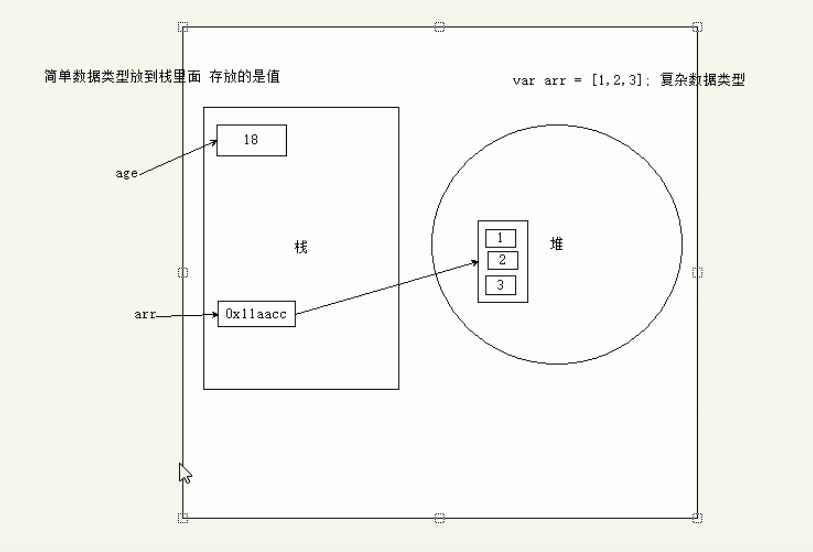 简单数据类型放到栈里面 存放的是值
var arr = [1,2,3]; 复杂数据类型
18
age
栈
1
2
3
堆
arr
0x11aacc